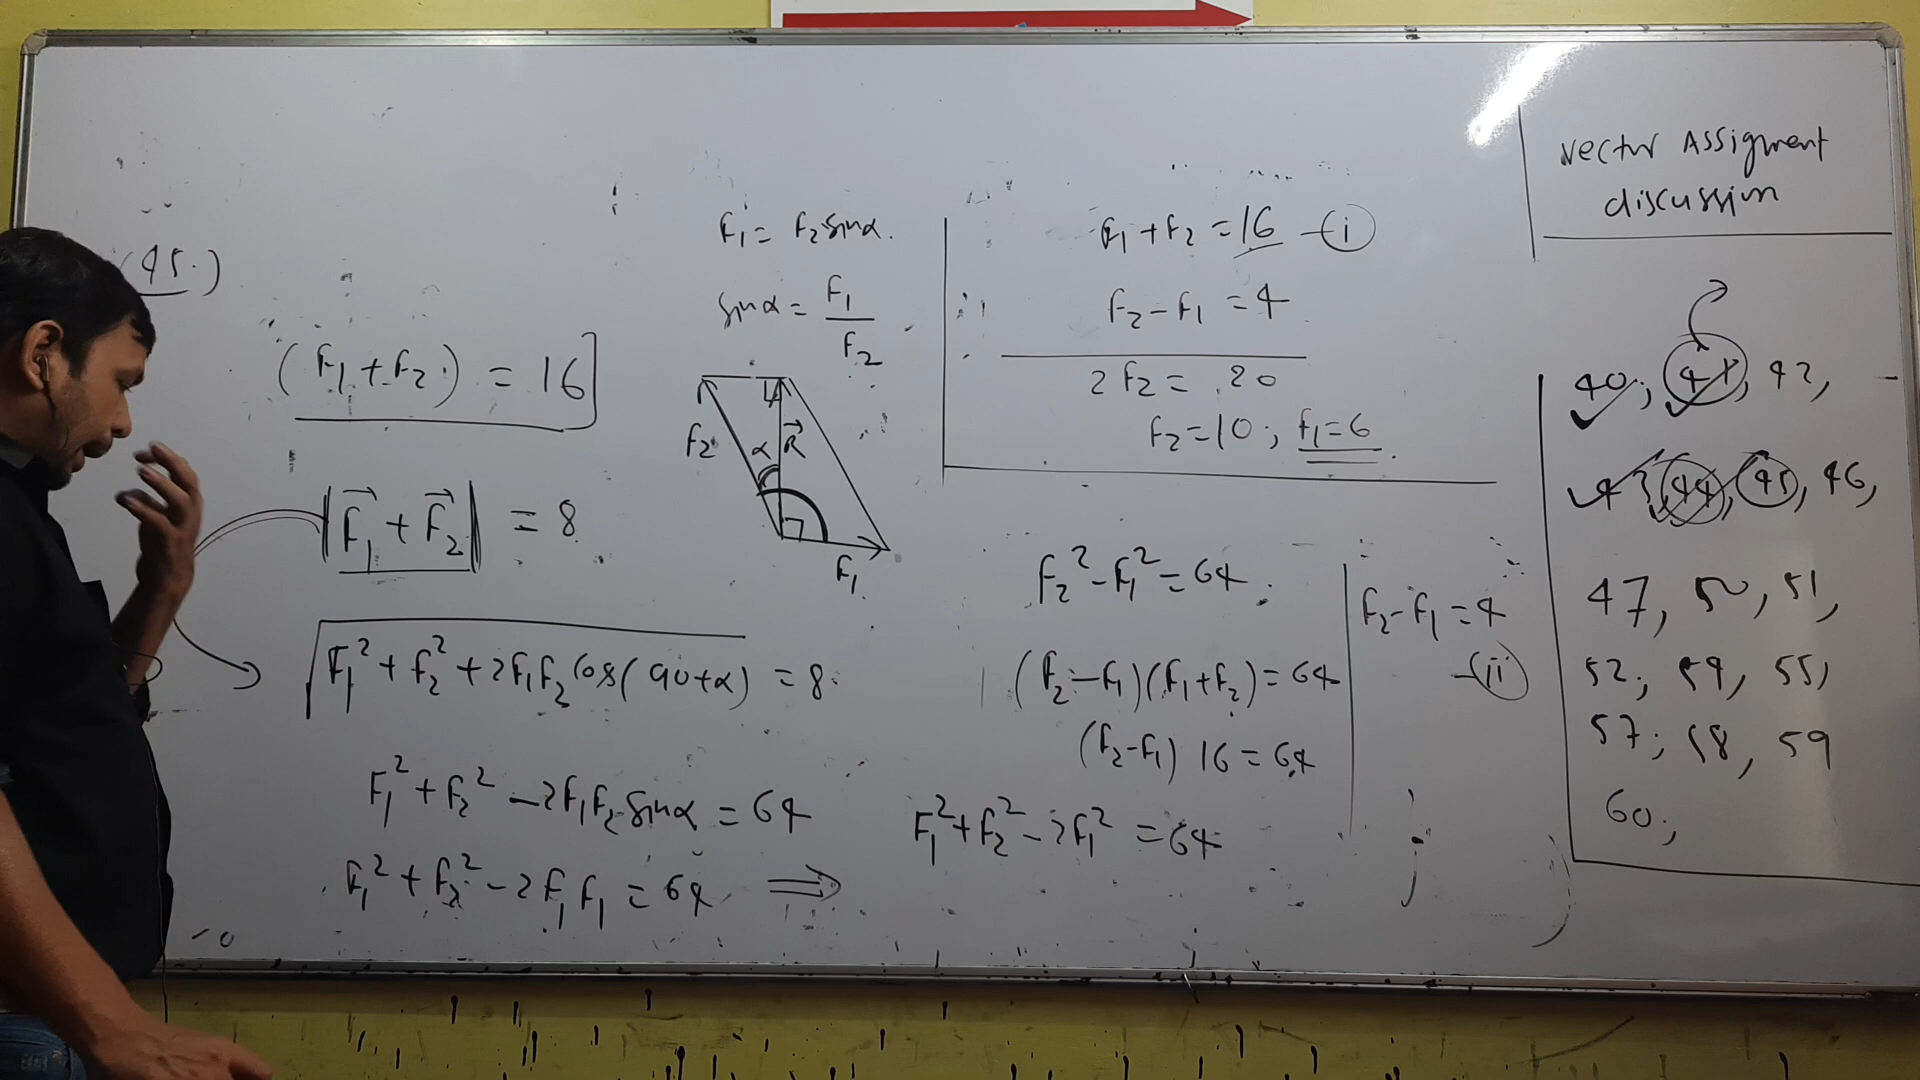 (45.)
(F₁ + F₂) = 16]
|F⃗₁ + F⃗₂| = 8
√F₁² + F₂² + 2F₁F₂ cos(90+α) = 8
F₁² + F₂² - 2F₁F₂ sinα = 64
F₁² + F₂² - 2F₁F₁ = 64 ⇒
F₁ = F₂ sinα.
sinα = F₁/F₂
F₂ α R⃗
F₁
F₁ + F₂ = 16 -(i)
F₂ - F₁ = 4
2F₂ = 20
F₂ = 10; F₁ = 6.
F₂² - F₁² = 64.
(F₂ - F₁)(F₁ + F₂) = 64
(F₂ - F₁) 16 = 64
F₁² + F₂² - 2F₁² = 64
F₂ - F₁ = 4
-(ii)
Vector Assigment
discussion
40, 41, 42,
43, 44, 45, 46,
47, 50, 51,
52, 54, 55,
57, 58, 59
60,